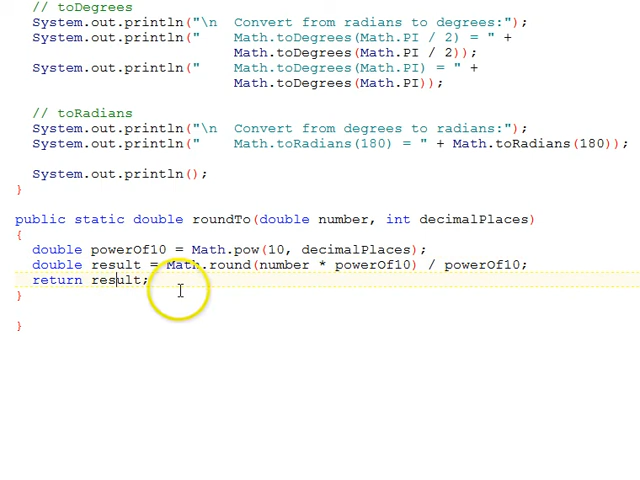 // toDegrees
System.out.println("\n  Convert from radians to degrees:");
System.out.println("    Math.toDegrees(Math.PI / 2) = " +
Math.toDegrees(Math.PI / 2));
System.out.println("    Math.toDegrees(Math.PI) = " +
Math.toDegrees(Math.PI));
// toRadians
System.out.println("\n  Convert from degrees to radians:");
System.out.println("    Math.toRadians(180) = " + Math.toRadians(180));
System.out.println();
}
public static double roundTo(double number, int decimalPlaces)
{
double powerOf10 = Math.pow(10, decimalPlaces);
double result = Math.round(number * powerOf10) / powerOf10;
return result;
}
}